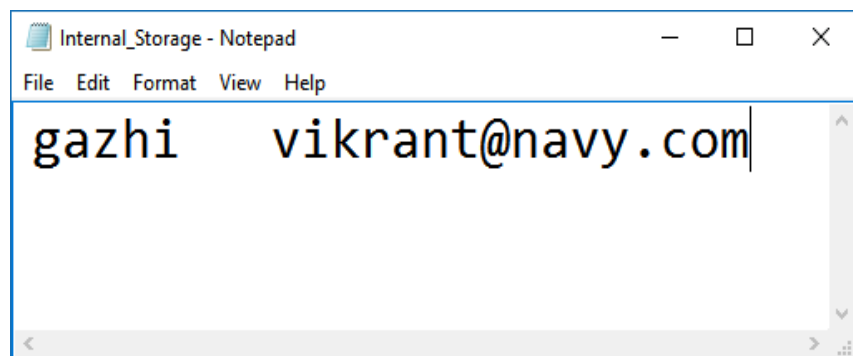 Internal_Storage - Notepad
File Edit Format View Help
gazhi vikrant@navy.com